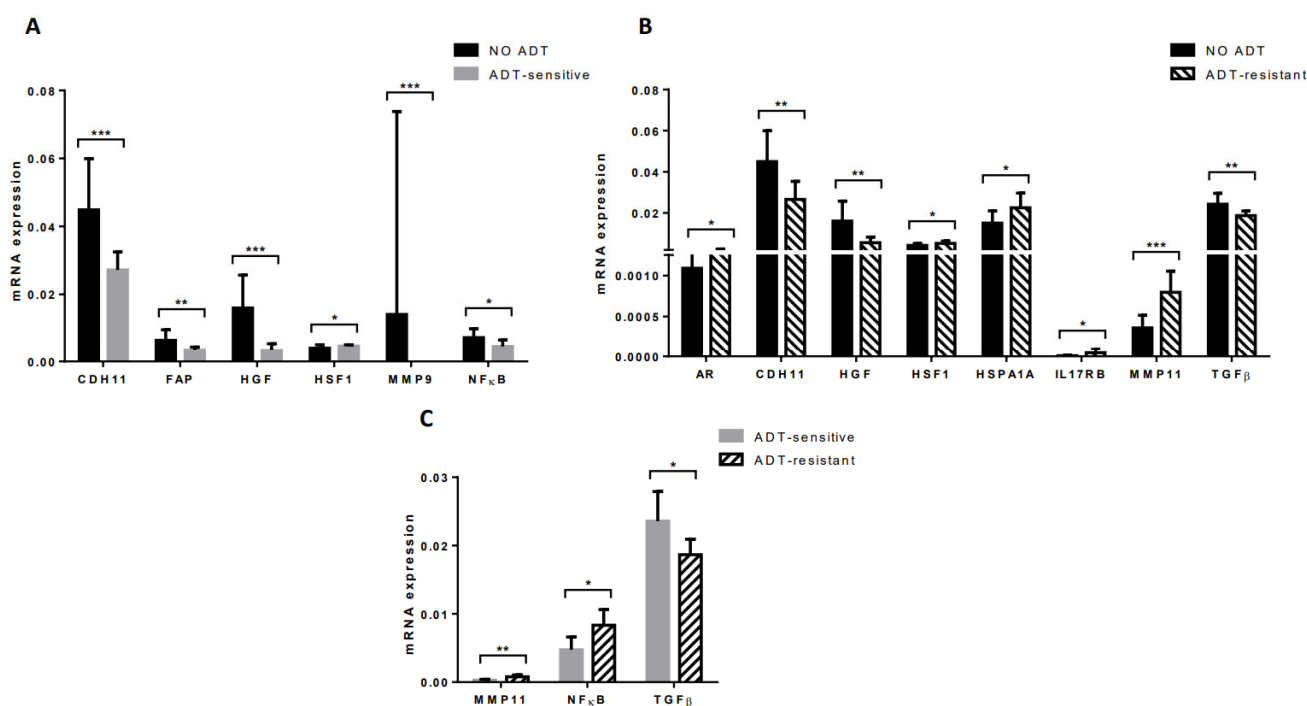 A
NO ADT
ADT-sensitive
mRNA expression
0.08
0.06
0.04
0.02
0.00
***
**
***
*
***
*
CDH11 FAP HGF HSF1 MMP9 NFκB
B
NO ADT
ADT-resistant
mRNA expression
0.08
0.06
0.04
0.02
0.0010
0.0005
0.0000
*
**
**
*
*
*
***
**
AR CDH11 HGF HSF1 HSPA1A IL17RB MMP11 TGFβ
C
ADT-sensitive
ADT-resistant
mRNA expression
0.03
0.02
0.01
0.00
**
*
*
MMP11 NFκB TGFβ